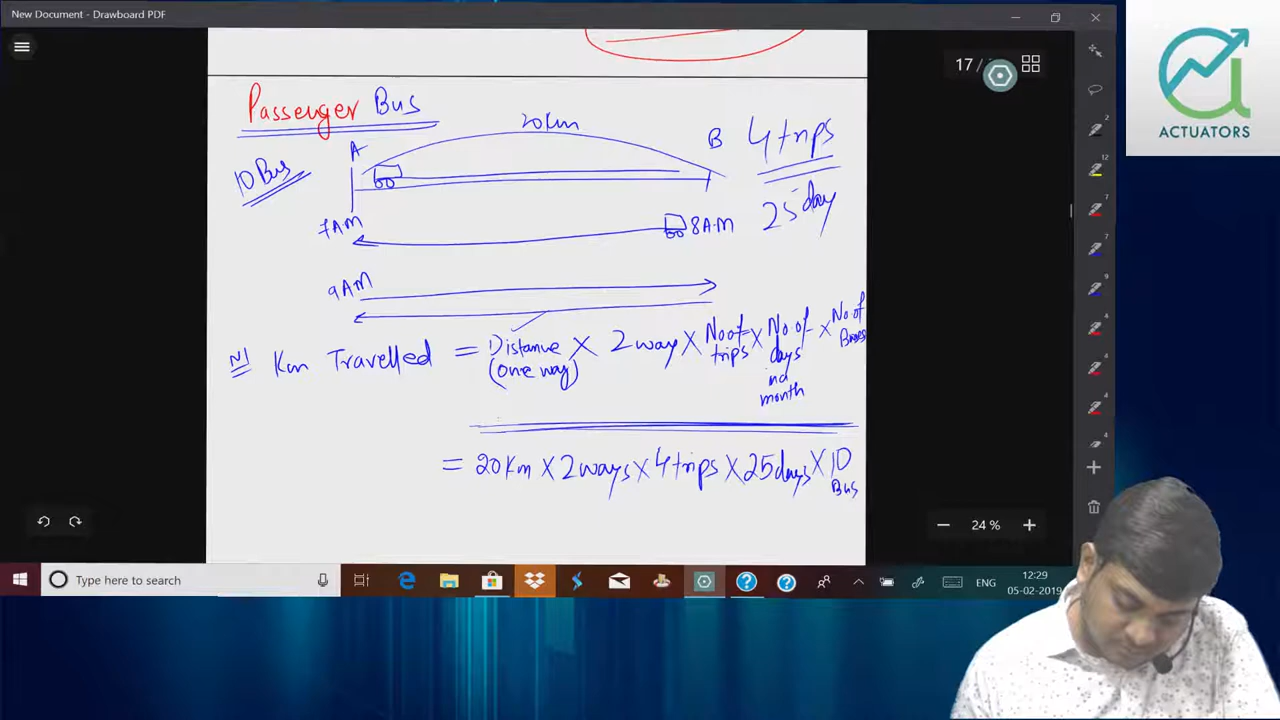 New Document - Drawboard PDF
17 /
ACTUATORS
Passenger Bus
20Km
A
B
4 trips
10 Bus
25 day
7AM
8A.M
9AM
N1 Km Travelled = Distance (one way) × 2 way × No of trips × No of days in a month × No of Buses
= 20Km × 2 ways × 4 trips × 25 days × 10 Bus
24 %
Type here to search
ENG
12:29
05-02-2019